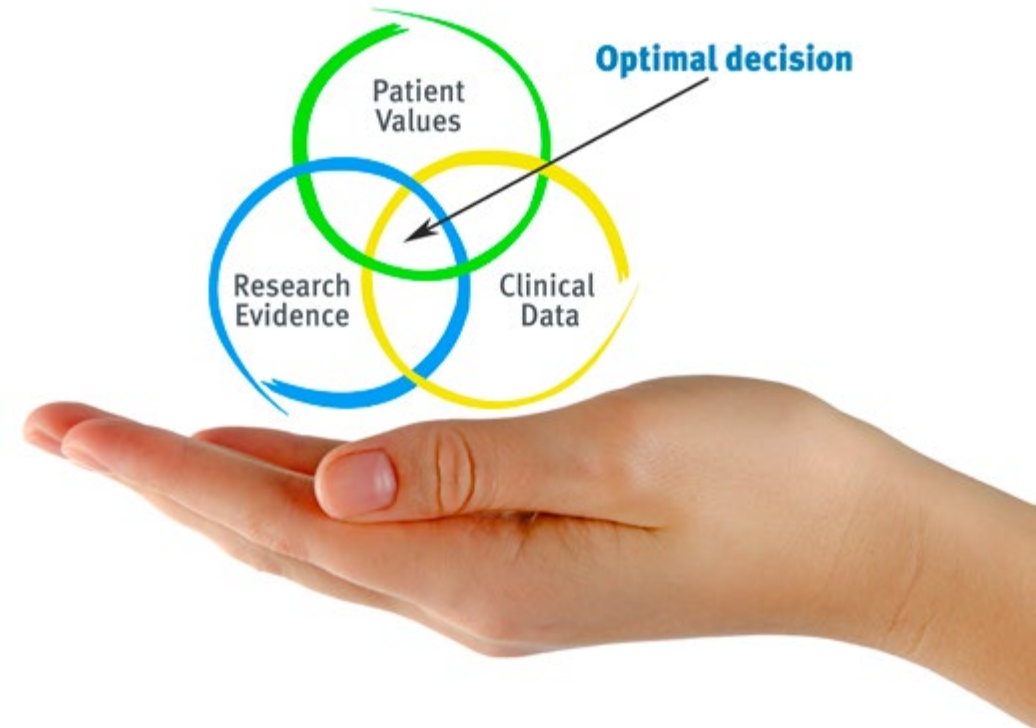 Optimal decision
Patient
Values
Research
Evidence
Clinical
Data